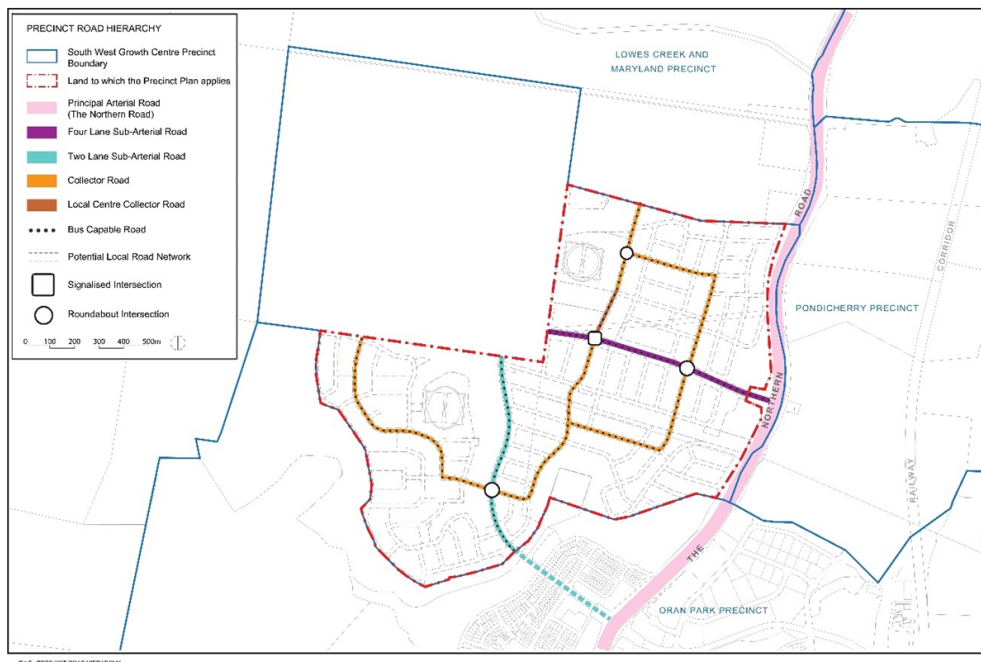 PRECINCT ROAD HIERARCHY
South West Growth Centre Precinct
Boundary
Land to which the Precinct Plan applies
Principal Arterial Road
(The Northern Road)
Four Lane Sub-Arterial Road
Two Lane Sub-Arterial Road
Collector Road
Local Centre Collector Road
Bus Capable Road
Potential Local Road Network
Signalised Intersection
Roundabout Intersection
0 100 200 300 400 500m
LOWES CREEK AND
MARYLAND PRECINCT
ROAD
CORRIDOR
PONDICHERRY PRECINCT
NORTHERN
RAILWAY
THE
ORAN PARK PRECINCT
PRECINCT ROAD HIERARCHY